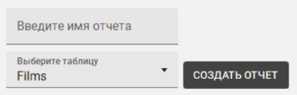 Введите имя отчета
Выберите таблицу
Films
СОЗДАТЬ ОТЧЕТ